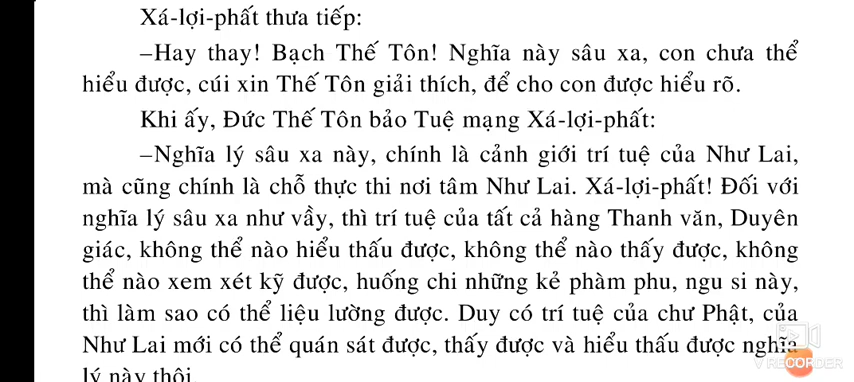 Xá-lợi-phất thưa tiếp:
–Hay thay! Bạch Thế Tôn! Nghĩa này sâu xa, con chưa thể
hiểu được, cúi xin Thế Tôn giải thích, để cho con được hiểu rõ.
Khi ấy, Đức Thế Tôn bảo Tuệ mạng Xá-lợi-phất:
–Nghĩa lý sâu xa này, chính là cảnh giới trí tuệ của Như Lai,
mà cũng chính là chỗ thực thi nơi tâm Như Lai. Xá-lợi-phất! Đối với
nghĩa lý sâu xa như vầy, thì trí tuệ của tất cả hàng Thanh văn, Duyên
giác, không thể nào hiểu thấu được, không thể nào thấy được, không
thể nào xem xét kỹ được, huống chi những kẻ phàm phu, ngu si này,
thì làm sao có thể liệu lường được. Duy có trí tuệ của chư Phật, của
Như Lai mới có thể quán sát được, thấy được và hiểu thấu được nghĩa
lý này thôi.
V RECORDER